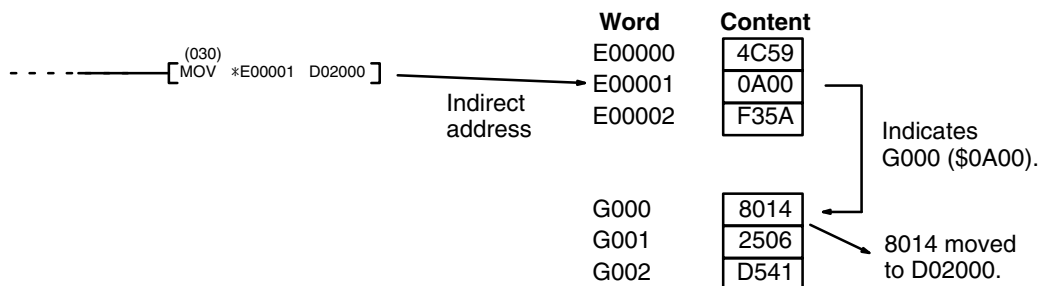 Word Content
(030)
[MOV *E00001 D02000]
E00000 4C59
E00001 0A00
E00002 F35A
Indirect
address
Indicates
G000 ($0A00).
G000 8014
G001 2506
G002 D541
8014 moved
to D02000.